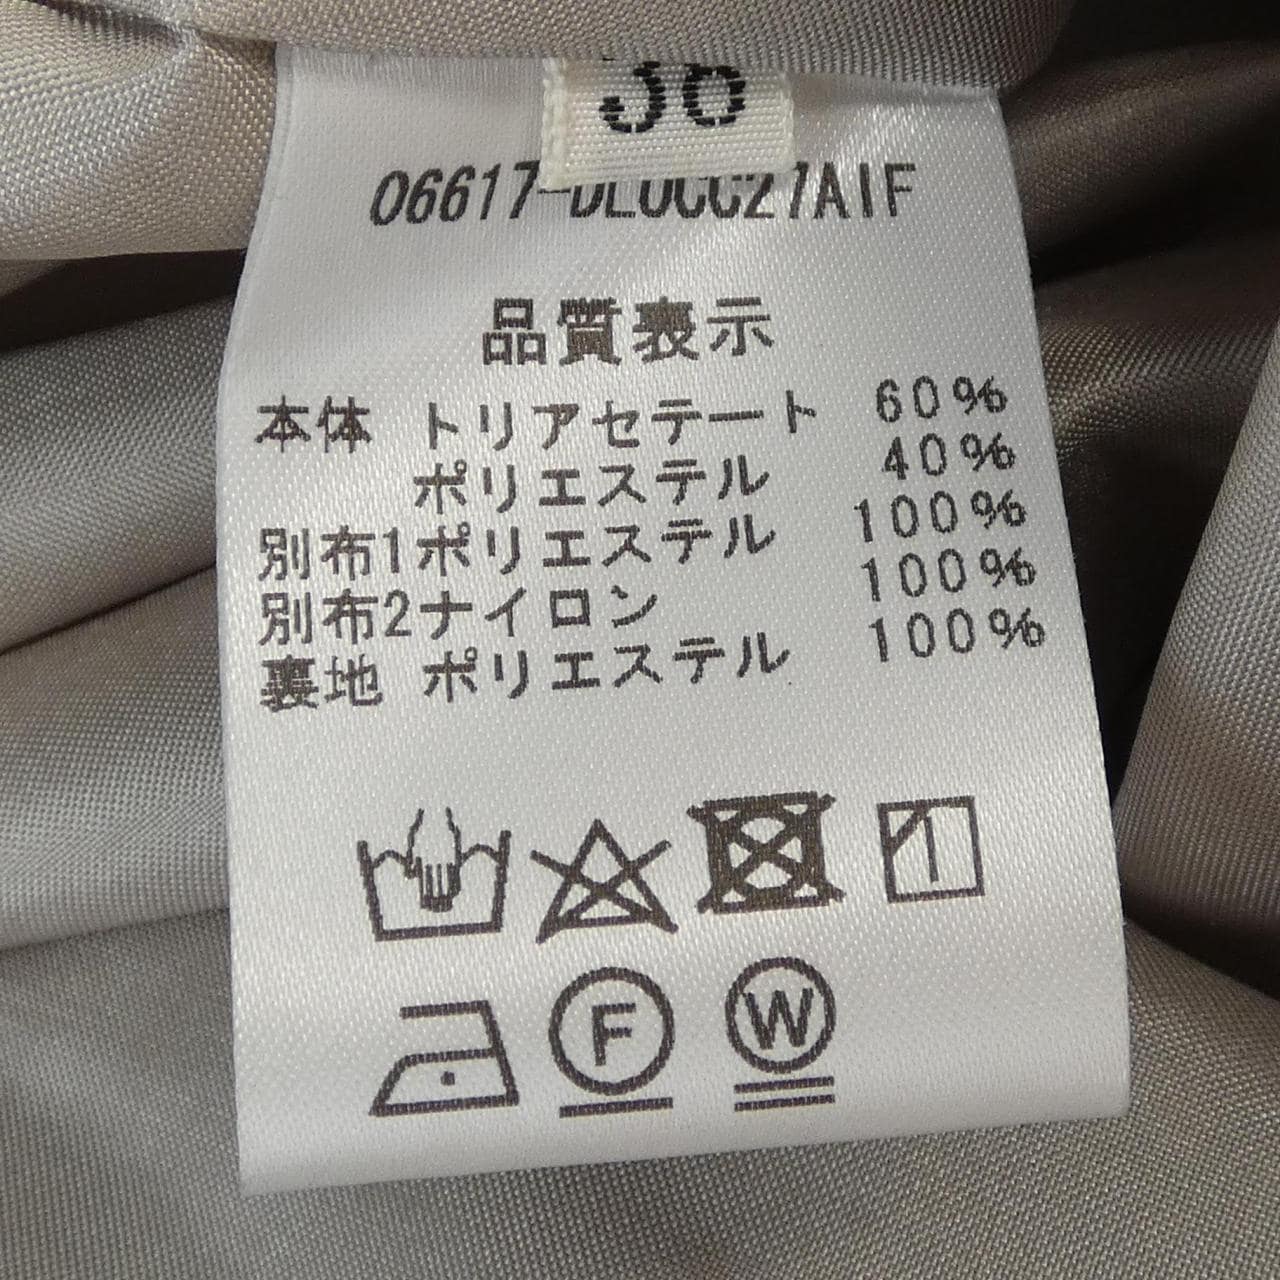 06617-
品質表示
本体 トリアセテート 60%
ポリエステル 40%
別布1ポリエステル 100%
別布2ナイロン 100%
裏地 ポリエステル 100%
F
W